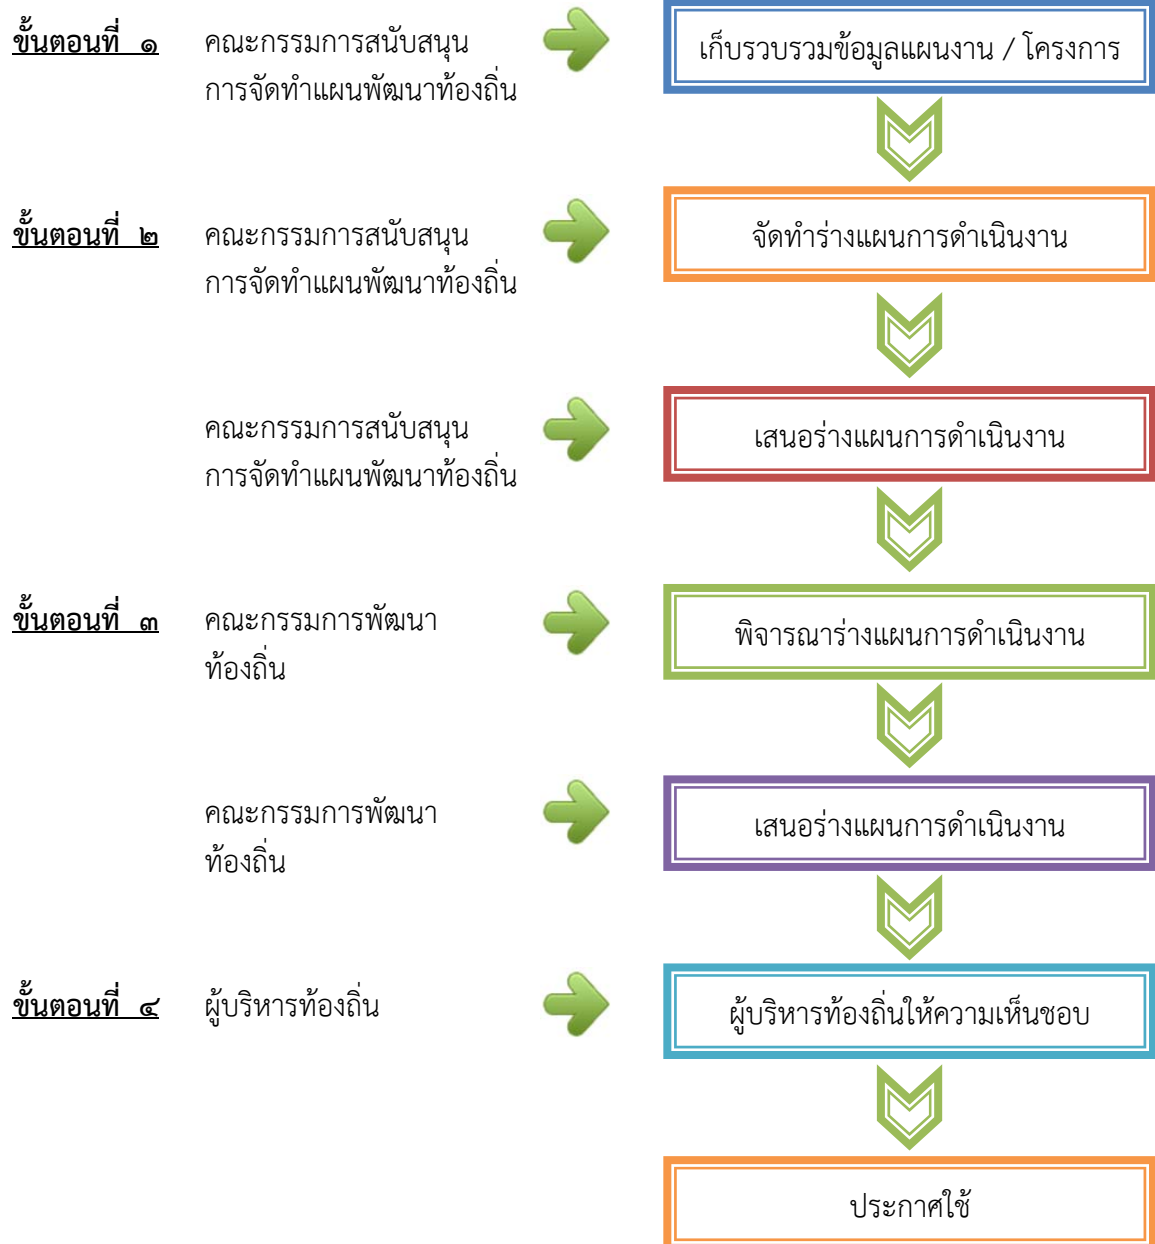 ขั้นตอนที่ ๑ คณะกรรมการสนับสนุน เก็บรวบรวมข้อมูลแผนงาน / โครงการ
การจัดทำแผนพัฒนาท้องถิ่น
ขั้นตอนที่ ๒ คณะกรรมการสนับสนุน จัดทำร่างแผนการดำเนินงาน
การจัดทำแผนพัฒนาท้องถิ่น
คณะกรรมการสนับสนุน เสนอร่างแผนการดำเนินงาน
การจัดทำแผนพัฒนาท้องถิ่น
ขั้นตอนที่ ๓ คณะกรรมการพัฒนา พิจารณาร่างแผนการดำเนินงาน
ท้องถิ่น
คณะกรรมการพัฒนา เสนอร่างแผนการดำเนินงาน
ท้องถิ่น
ขั้นตอนที่ ๔ ผู้บริหารท้องถิ่น ผู้บริหารท้องถิ่นให้ความเห็นชอบ
ประกาศใช้